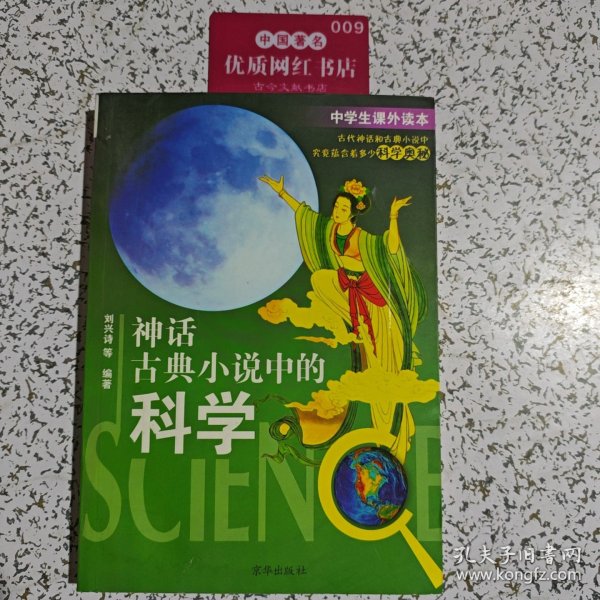 009
中国著名
优质网红书店
古今文献书店
中学生课外读本
古代神话和古典小说中
究竟蕴含着多少科学奥秘
刘兴诗 等 编著
神话
古典小说中的
科学
SCIENCE
京华出版社
孔夫子旧书网
www.kongfz.com